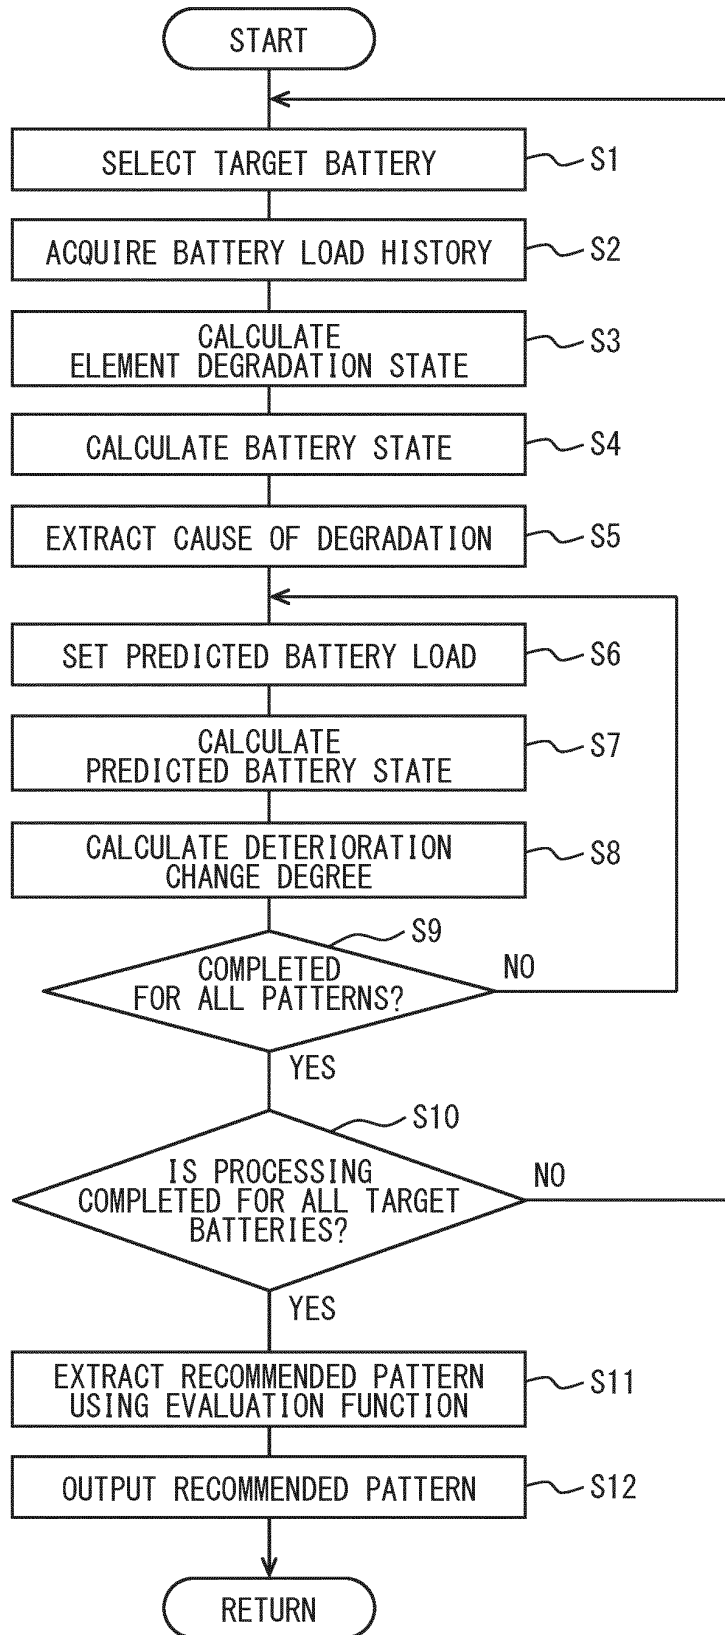 START
SELECT TARGET BATTERY
S1
ACQUIRE BATTERY LOAD HISTORY
S2
CALCULATE
ELEMENT DEGRADATION STATE
S3
CALCULATE BATTERY STATE
S4
EXTRACT CAUSE OF DEGRADATION
S5
SET PREDICTED BATTERY LOAD
S6
CALCULATE
PREDICTED BATTERY STATE
S7
CALCULATE DETERIORATION
CHANGE DEGREE
S8
S9
COMPLETED
FOR ALL PATTERNS?
NO
YES
S10
IS PROCESSING
COMPLETED FOR ALL TARGET
BATTERIES?
NO
YES
EXTRACT RECOMMENDED PATTERN
USING EVALUATION FUNCTION
S11
OUTPUT RECOMMENDED PATTERN
S12
RETURN